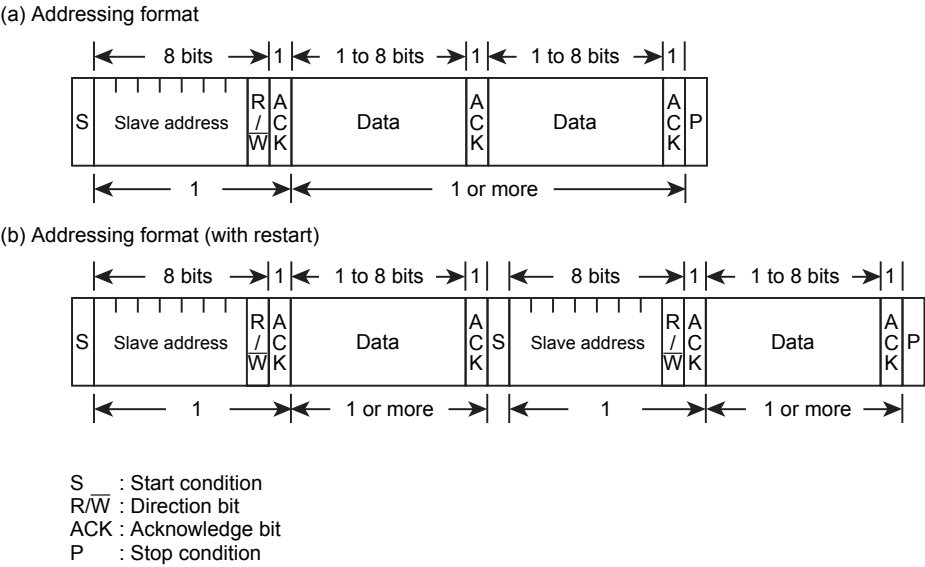 (a) Addressing format
8 bits 1 1 to 8 bits 1 1 to 8 bits 1
S Slave address R/W̅ ACK Data ACK Data ACK P
1 1 or more
(b) Addressing format (with restart)
8 bits 1 1 to 8 bits 1 8 bits 1 1 to 8 bits 1
S Slave address R/W̅ ACK Data ACK S Slave address R/W̅ ACK Data ACK P
1 1 or more 1 1 or more
S : Start condition
R/W̅ : Direction bit
ACK : Acknowledge bit
P : Stop condition